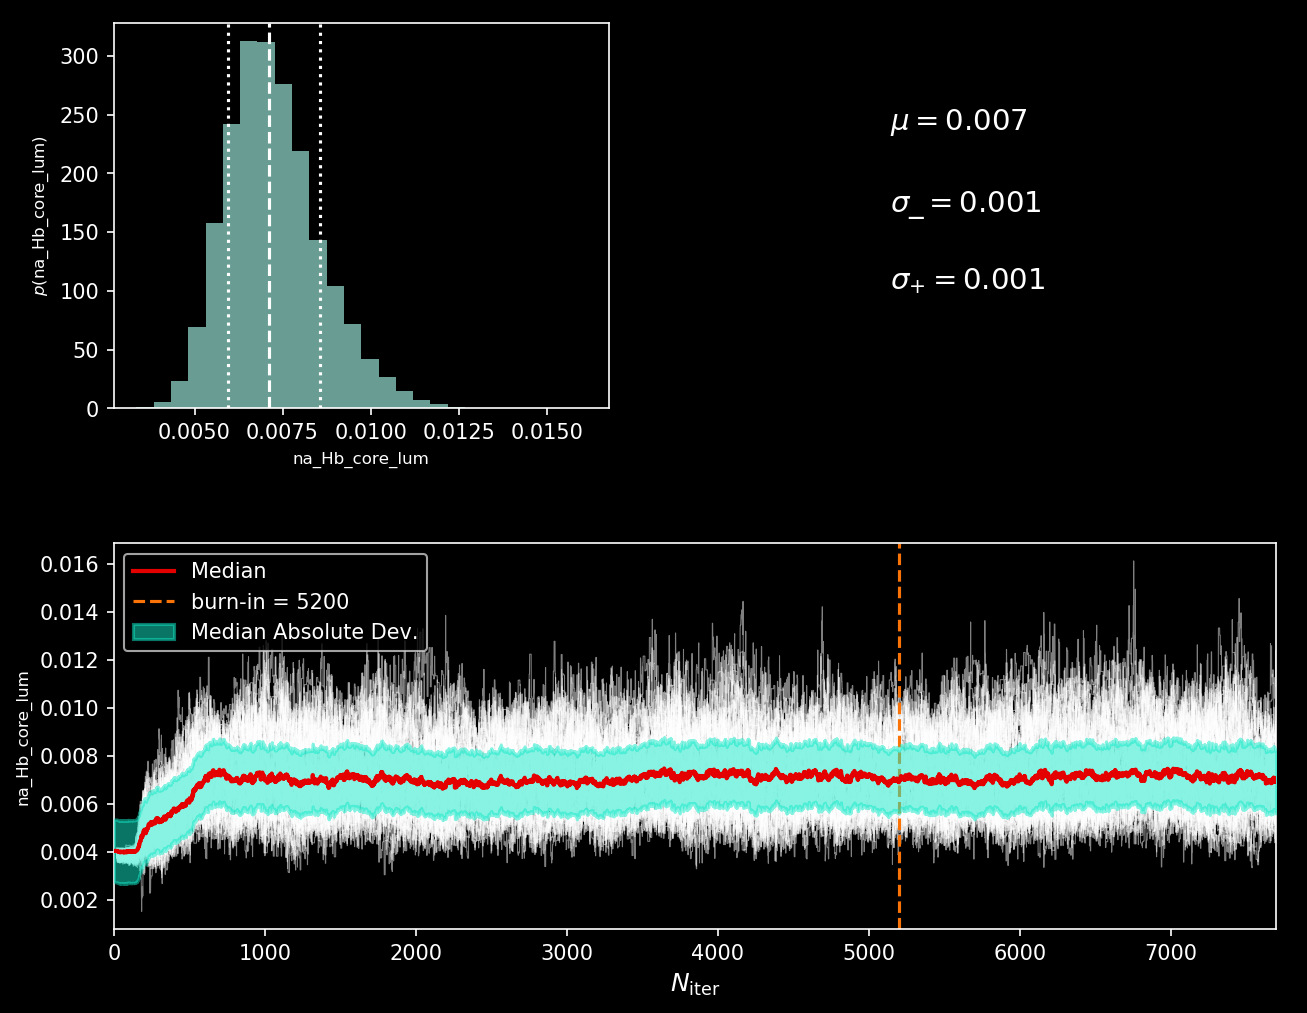 300
250
200
150
100
50
0
p(na_Hb_core_lum)
0.0050 0.0075 0.0100 0.0125 0.0150
na_Hb_core_lum
μ = 0.007
σ₋ = 0.001
σ₊ = 0.001
0.016
0.014
0.012
0.010
0.008
0.006
0.004
0.002
na_Hb_core_lum
Median
burn-in = 5200
Median Absolute Dev.
0 1000 2000 3000 4000 5000 6000 7000
N_iter